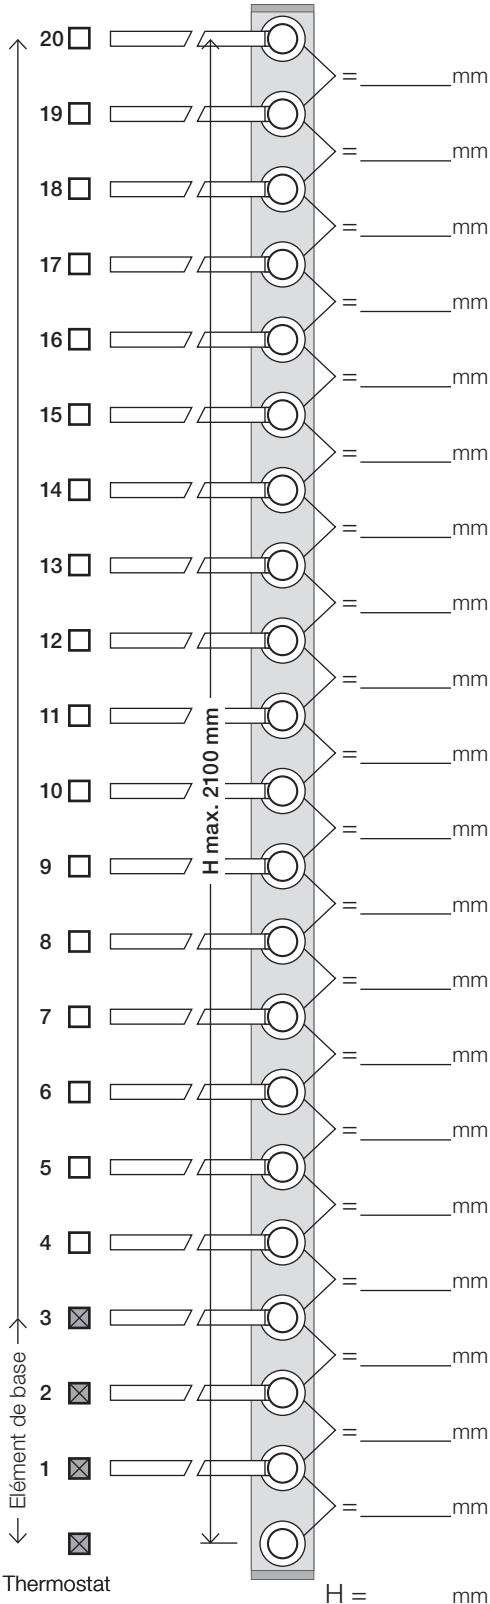 20
= mm
19
= mm
18
= mm
17
= mm
16
= mm
15
= mm
14
= mm
13
= mm
12
= mm
11
= mm
H max. 2100 mm
10
= mm
9
= mm
8
= mm
7
= mm
6
= mm
5
= mm
4
= mm
3
= mm
Elément de base
2
= mm
1
= mm
Thermostat
H = mm